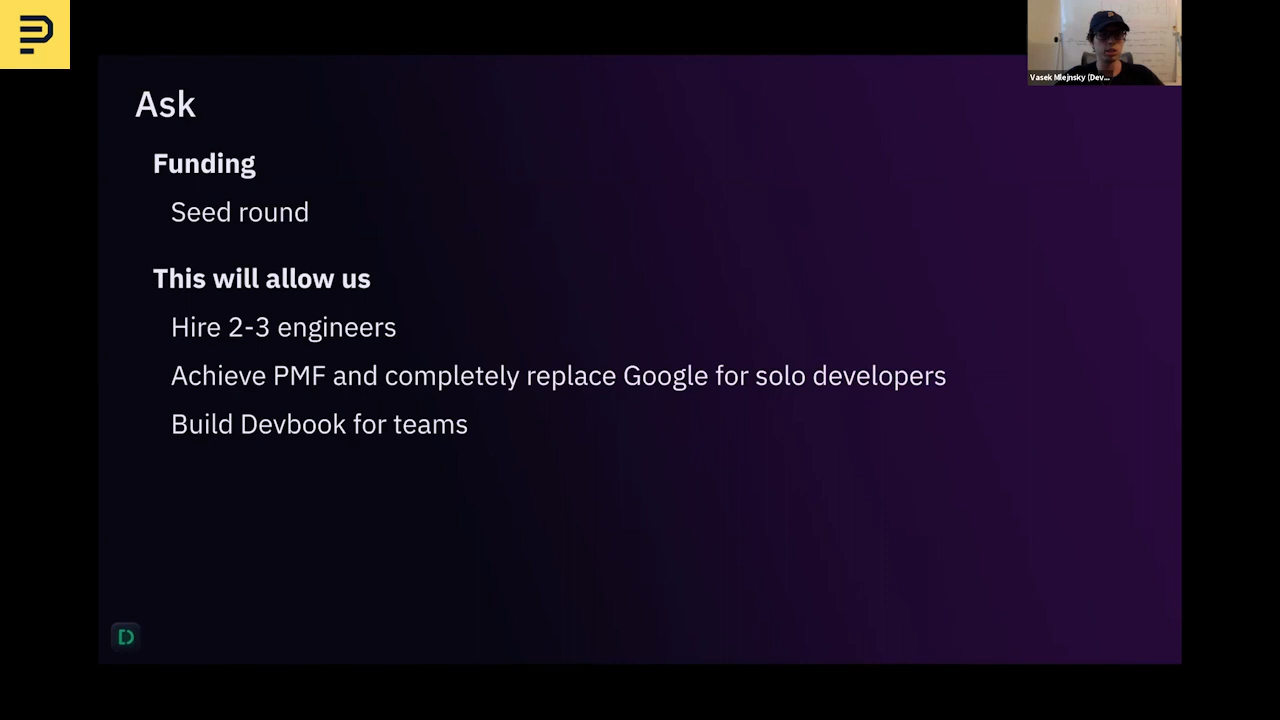 Ask
Funding
Seed round
This will allow us
Hire 2-3 engineers
Achieve PMF and completely replace Google for solo developers
Build Devbook for teams
Vasek Mlejnsky (Dev...